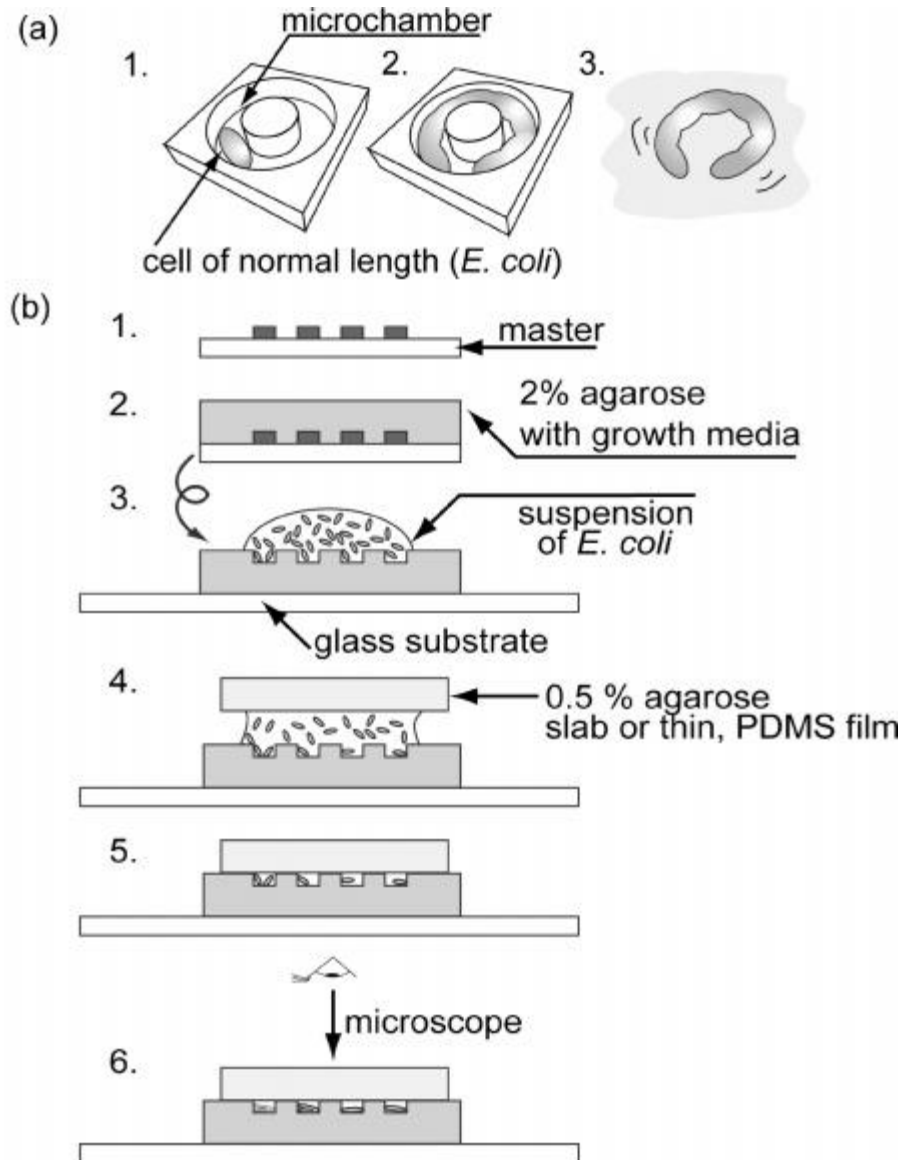 (a)
microchamber
1.
2.
3.
cell of normal length (E. coli)
(b)
1.
master
2.
2% agarose
with growth media
3.
suspension
of E. coli
glass substrate
4.
0.5 % agarose
slab or thin, PDMS film
5.
microscope
6.